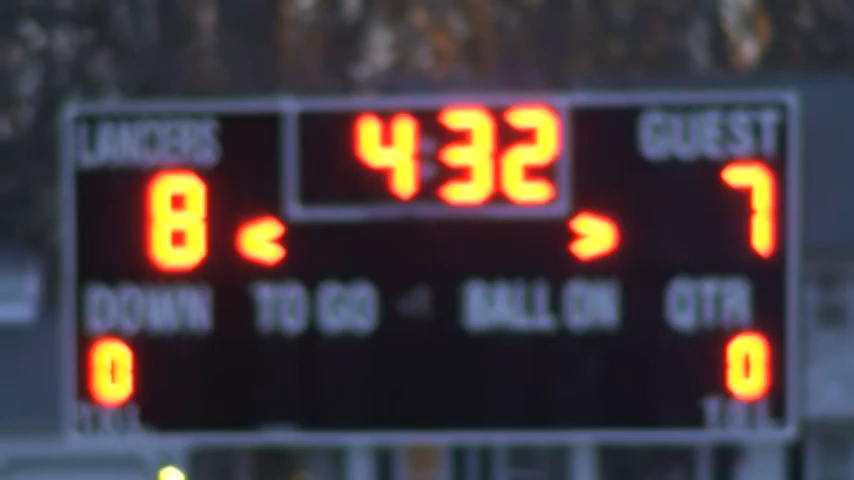 LANCERS 4:32 GUEST
8 < > 7
DOWN TO GO BALL ON QTR
0 0
T.O.L. T.O.L.